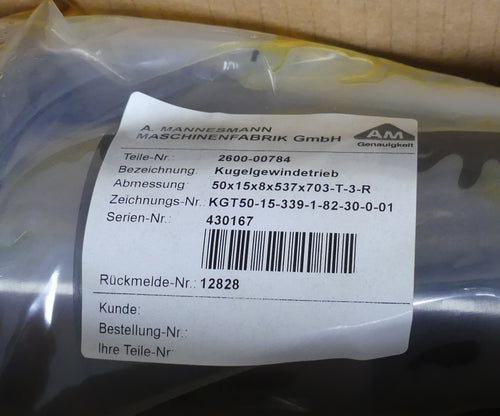 A. MANNESMANN
MASCHINENFABRIK GmbH
AM
Genauigkeit
Teile-Nr.: 2600-00784
Bezeichnung: Kugelgewindetrieb
Abmessung: 50x15x8x537x703-T-3-R
Zeichnungs-Nr.: KGT50-15-339-1-82-30-0-01
Serien-Nr.: 430167
Rückmelde-Nr.: 12828
Kunde:
Bestellung-Nr.:
Ihre Teile-Nr